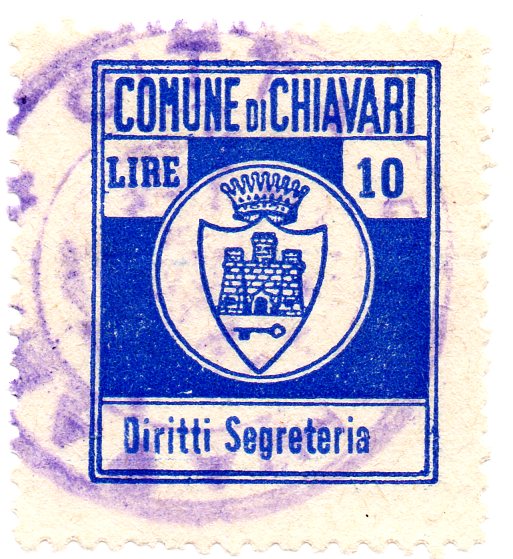 COMUNE DI CHIAVARI
LIRE 10
Diritti Segreteria